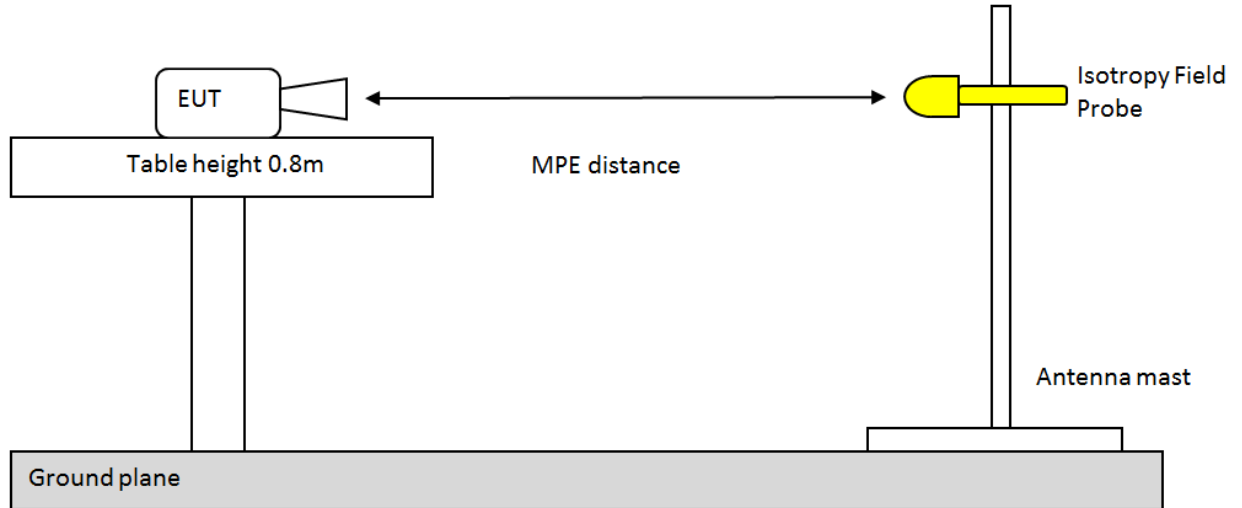 EUT
Isotropy Field
Probe
Table height 0.8m
MPE distance
Antenna mast
Ground plane